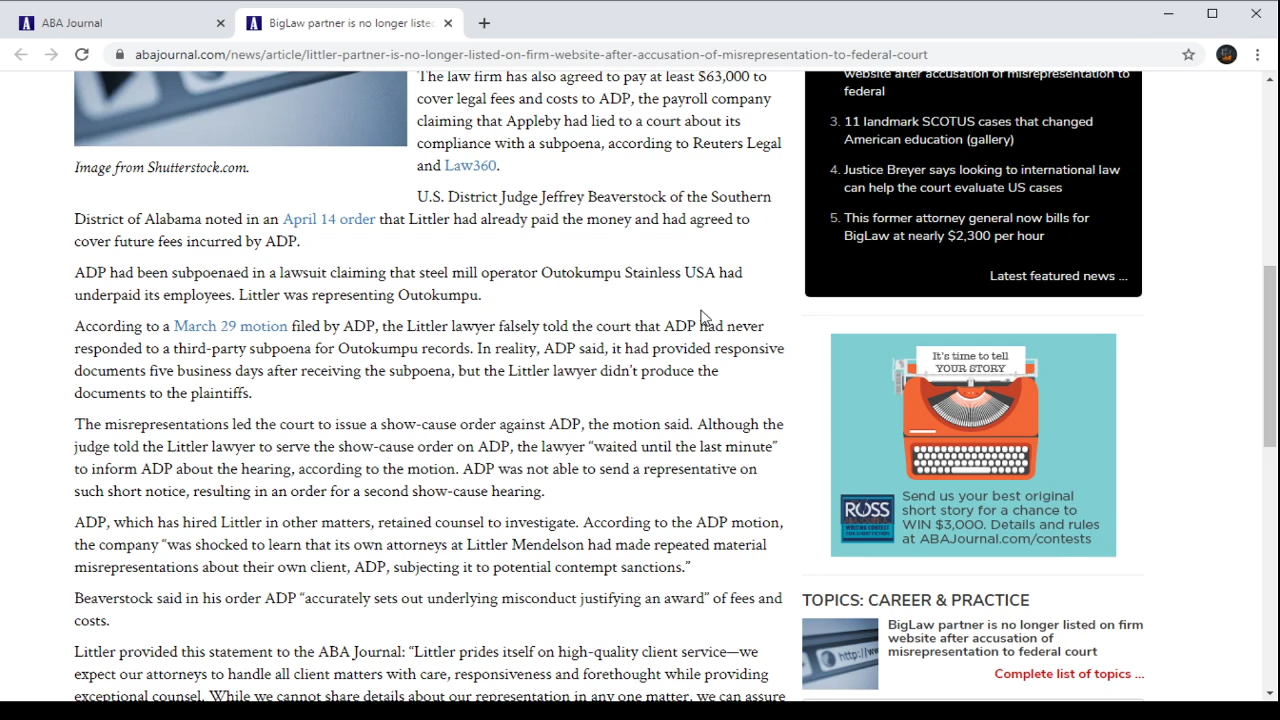 ABA Journal
BigLaw partner is no longer listed
abajournal.com/news/article/littler-partner-is-no-longer-listed-on-firm-website-after-accusation-of-misrepresentation-to-federal-court
The law firm has also agreed to pay at least $63,000 to
cover legal fees and costs to ADP, the payroll company
claiming that Appleby had lied to a court about its
compliance with a subpoena, according to Reuters Legal
and Law360.
Image from Shutterstock.com.
U.S. District Judge Jeffrey Beaverstock of the Southern
District of Alabama noted in an April 14 order that Littler had already paid the money and had agreed to
cover future fees incurred by ADP.
ADP had been subpoenaed in a lawsuit claiming that steel mill operator Outokumpu Stainless USA had
underpaid its employees. Littler was representing Outokumpu.
According to a March 29 motion filed by ADP, the Littler lawyer falsely told the court that ADP had never
responded to a third-party subpoena for Outokumpu records. In reality, ADP said, it had provided responsive
documents five business days after receiving the subpoena, but the Littler lawyer didn’t produce the
documents to the plaintiffs.
The misrepresentations led the court to issue a show-cause order against ADP, the motion said. Although the
judge told the Littler lawyer to serve the show-cause order on ADP, the lawyer “waited until the last minute”
to inform ADP about the hearing, according to the motion. ADP was not able to send a representative on
such short notice, resulting in an order for a second show-cause hearing.
ADP, which has hired Littler in other matters, retained counsel to investigate. According to the ADP motion,
the company “was shocked to learn that its own attorneys at Littler Mendelson had made repeated material
misrepresentations about their own client, ADP, subjecting it to potential contempt sanctions.”
Beaverstock said in his order ADP “accurately sets out underlying misconduct justifying an award” of fees and
costs.
Littler provided this statement to the ABA Journal: “Littler prides itself on high-quality client service—we
expect our attorneys to handle all client matters with care, responsiveness and forethought while providing
exceptional counsel. While we cannot share details about our representation in any one matter, we can assure
website after accusation of misrepresentation to
federal
3. 11 landmark SCOTUS cases that changed
American education (gallery)
4. Justice Breyer says looking to international law
can help the court evaluate US cases
5. This former attorney general now bills for
BigLaw at nearly $2,300 per hour
Latest featured news ...
It's time to tell
YOUR STORY
ROSS
Send us your best original
short story for a chance to
WIN $3,000. Details and rules
at ABAJournal.com/contests
TOPICS: CAREER & PRACTICE
http://w
BigLaw partner is no longer listed on firm
website after accusation of
misrepresentation to federal court
Complete list of topics ...